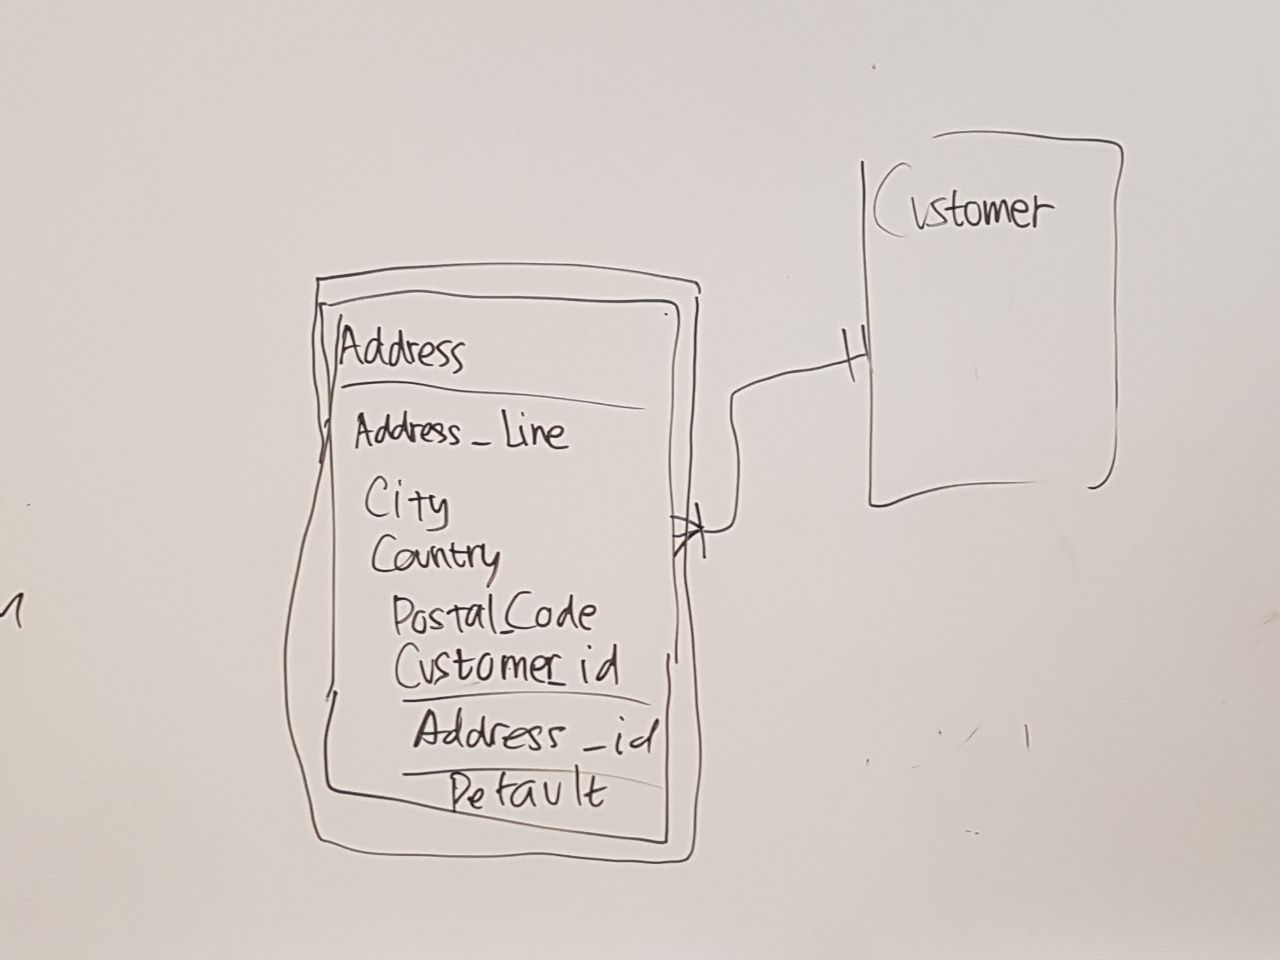 Customer
Address
Address_Line
City
Country
Postal_Code
Customer_id
Address_id
Default